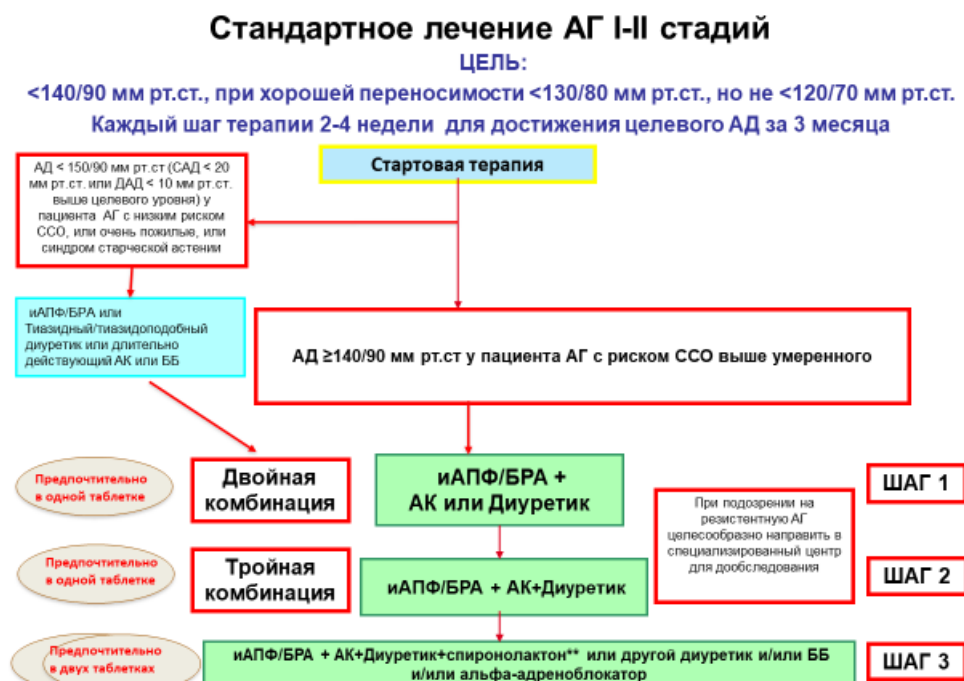 Стандартное лечение АГ I-II стадий
ЦЕЛЬ:
<140/90 мм рт.ст., при хорошей переносимости <130/80 мм рт.ст., но не <120/70 мм рт.ст.
Каждый шаг терапии 2-4 недели для достижения целевого АД за 3 месяца
Стартовая терапия
АД < 150/90 мм рт.ст (САД < 20
мм рт.ст. или ДАД < 10 мм рт.ст.
выше целевого уровня) у
пациента АГ с низким риском
ССО, или очень пожилые, или
синдром старческой астении
иАПФ/БРА или
Тиазидный/тиазидоподобный
диуретик или длительно
действующий АК или ББ
АД ≥140/90 мм рт.ст у пациента АГ с риском ССО выше умеренного
Предпочтительно
в одной таблетке
Двойная
комбинация
иАПФ/БРА +
АК или Диуретик
При подозрении на
резистентную АГ
целесообразно направить в
специализированный центр
для дообследования
ШАГ 1
Предпочтительно
в одной таблетке
Тройная
комбинация
иАПФ/БРА + АК+Диуретик
ШАГ 2
Предпочтительно
в двух таблетках
иАПФ/БРА + АК+Диуретик+спиронолактон** или другой диуретик и/или ББ
и/или альфа-адреноблокатор
ШАГ 3